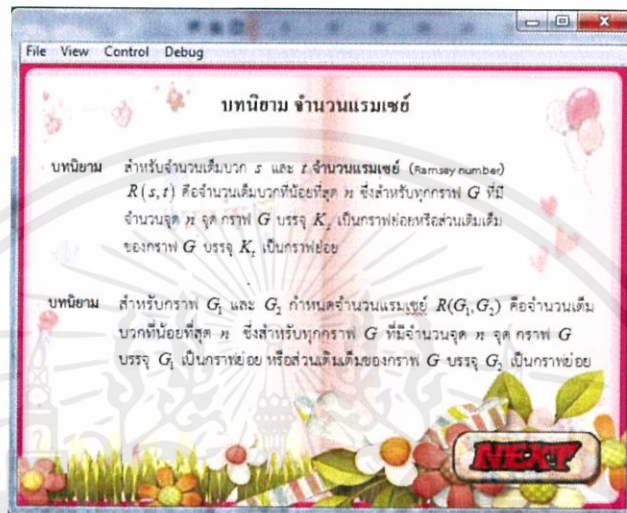 File View Control Debug
บทนิยาม จำนวนแรมเซย์
บทนิยาม สำหรับจำนวนเต็มบวก s และ t จำนวนแรมเซย์ (Ramsey number)
R(s,t) คือจำนวนเต็มบวกที่น้อยที่สุด n ซึ่งสำหรับทุกกราฟ G ที่มี
จำนวนจุด n จุด กราฟ G บรรจุ Kₛ เป็นกราฟย่อยหรือส่วนเติมเต็ม
ของกราฟ G บรรจุ Kₜ เป็นกราฟย่อย
บทนิยาม สำหรับกราฟ G₁ และ G₂ กำหนดจำนวนแรมเซย์ R(G₁,G₂) คือจำนวนเต็ม
บวกที่น้อยที่สุด n ซึ่งสำหรับทุกกราฟ G ที่มีจำนวนจุด n จุด กราฟ G
บรรจุ G₁ เป็นกราฟย่อย หรือส่วนเติมเต็มของกราฟ G บรรจุ G₂ เป็นกราฟย่อย
NEXT